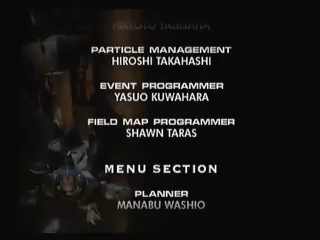 PARTICLE MANAGEMENT
HIROSHI TAKAHASHI
EVENT PROGRAMMER
YASUO KUWAHARA
FIELD MAP PROGRAMMER
SHAWN TARAS
MENU SECTION
PLANNER
MANABU WASHIO